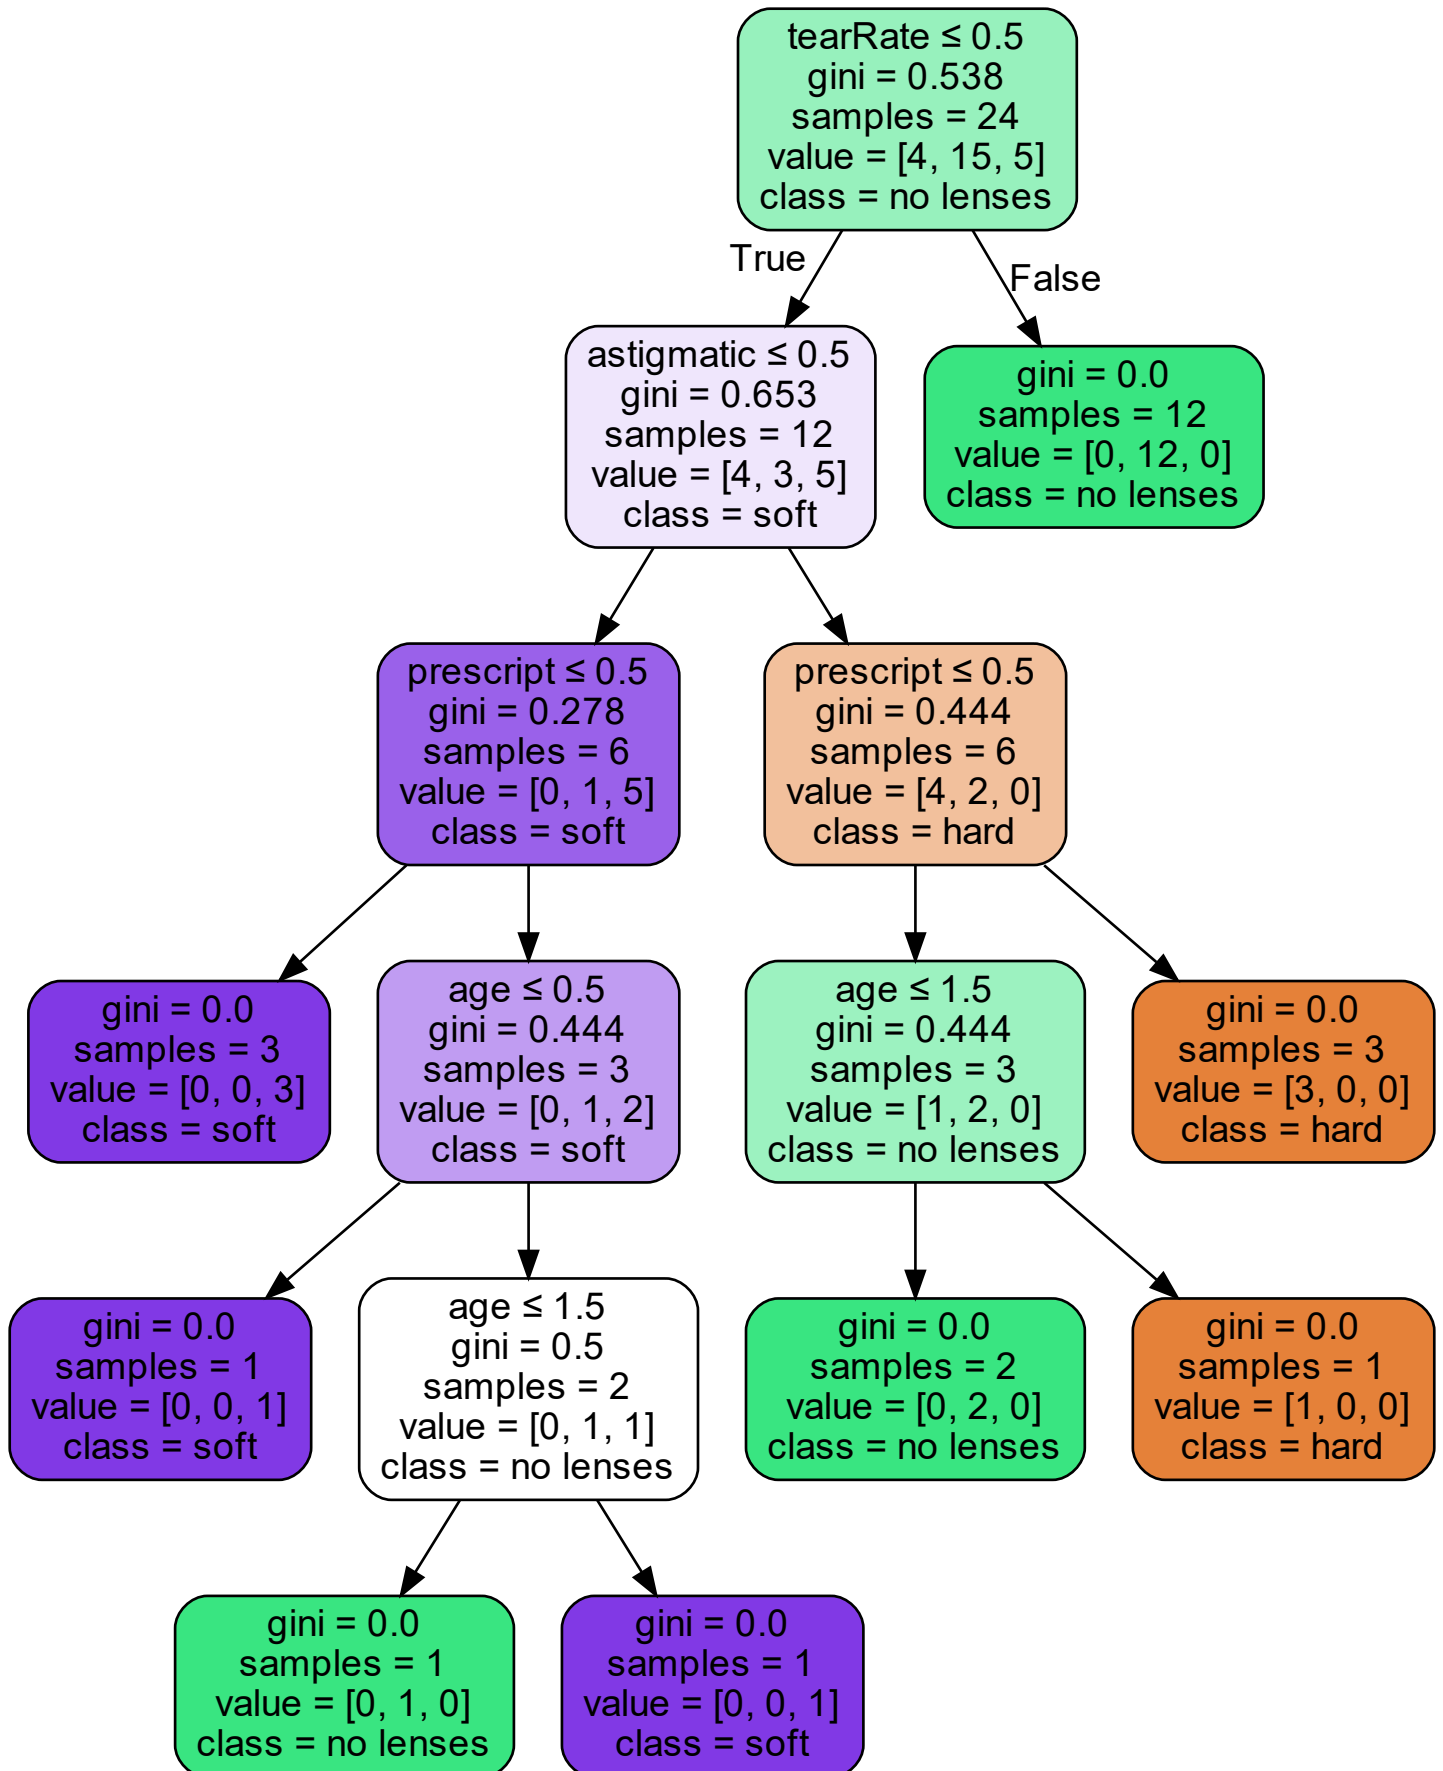 tearRate ≤ 0.5
gini = 0.538
samples = 24
value = [4, 15, 5]
class = no lenses
True
False
astigmatic ≤ 0.5
gini = 0.653
samples = 12
value = [4, 3, 5]
class = soft
gini = 0.0
samples = 12
value = [0, 12, 0]
class = no lenses
prescript ≤ 0.5
gini = 0.278
samples = 6
value = [0, 1, 5]
class = soft
prescript ≤ 0.5
gini = 0.444
samples = 6
value = [4, 2, 0]
class = hard
gini = 0.0
samples = 3
value = [0, 0, 3]
class = soft
age ≤ 0.5
gini = 0.444
samples = 3
value = [0, 1, 2]
class = soft
age ≤ 1.5
gini = 0.444
samples = 3
value = [1, 2, 0]
class = no lenses
gini = 0.0
samples = 3
value = [3, 0, 0]
class = hard
gini = 0.0
samples = 1
value = [0, 0, 1]
class = soft
age ≤ 1.5
gini = 0.5
samples = 2
value = [0, 1, 1]
class = no lenses
gini = 0.0
samples = 2
value = [0, 2, 0]
class = no lenses
gini = 0.0
samples = 1
value = [1, 0, 0]
class = hard
gini = 0.0
samples = 1
value = [0, 1, 0]
class = no lenses
gini = 0.0
samples = 1
value = [0, 0, 1]
class = soft